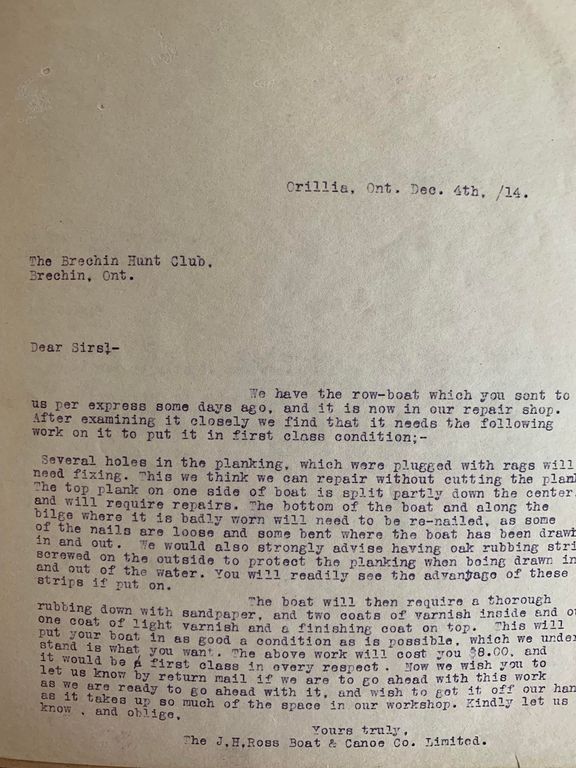 Orillia, Ont. Dec. 4th, /14.
The Brechin Hunt Club,
Brechin, Ont.
Dear Sirs:-
We have the row-boat which you sent to
us per express some days ago, and it is now in our repair shop.
After examining it closely we find that it needs the following
work on it to put it in first class condition;-
Several holes in the planking, which were plugged with rags will
need fixing. This we think we can repair without cutting the plan
The top plank on one side of boat is split partly down the center,
and will require repairs. The bottom of the boat and along the
bilge where it is badly worn will need to be re-nailed, as some
of the nails are loose and some bent where the boat has been draw
in and out. We would also strongly advise having oak rubbing stri
screwed on the outside to protect the planking when being drawn in
and out of the water. You will readily see the advantage of these
strips if put on.
The boat will then require a thorough
rubbing down with sandpaper, and two coats of varnish inside and ou
one coat of light varnish and a finishing coat on top. This will
put your boat in as good a condition as is possible, which we under
stand is what you want. The above work will cost you $8.00, and
it would be first class in every respect. Now we wish you to
let us know by return mail if we are to go ahead with this work
as we are ready to go ahead with it, and wish to get it off our han
as it takes up so much of the space in our workshop. Kindly let us
know . and oblige,
Yours truly,
The J.H.Ross Boat & Canoe Co. Limited.